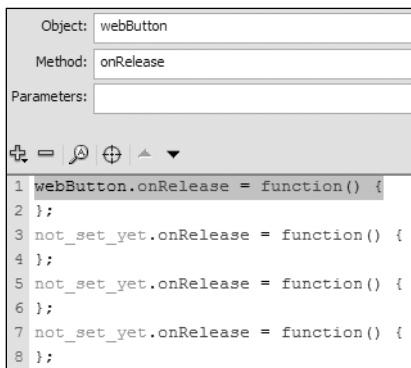 Object: webButton
Method: onRelease
Parameters:
1 webButton.onRelease = function() {
2 };
3 not_set_yet.onRelease = function() {
4 };
5 not_set_yet.onRelease = function() {
6 };
7 not_set_yet.onRelease = function() {
8 };